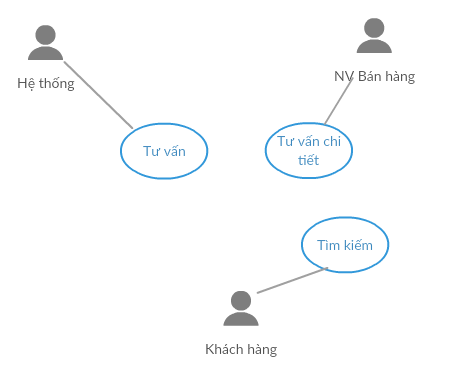 Hệ thống
NV Bán hàng
Tư vấn
Tư vấn chi
tiết
Tìm kiếm
Khách hàng